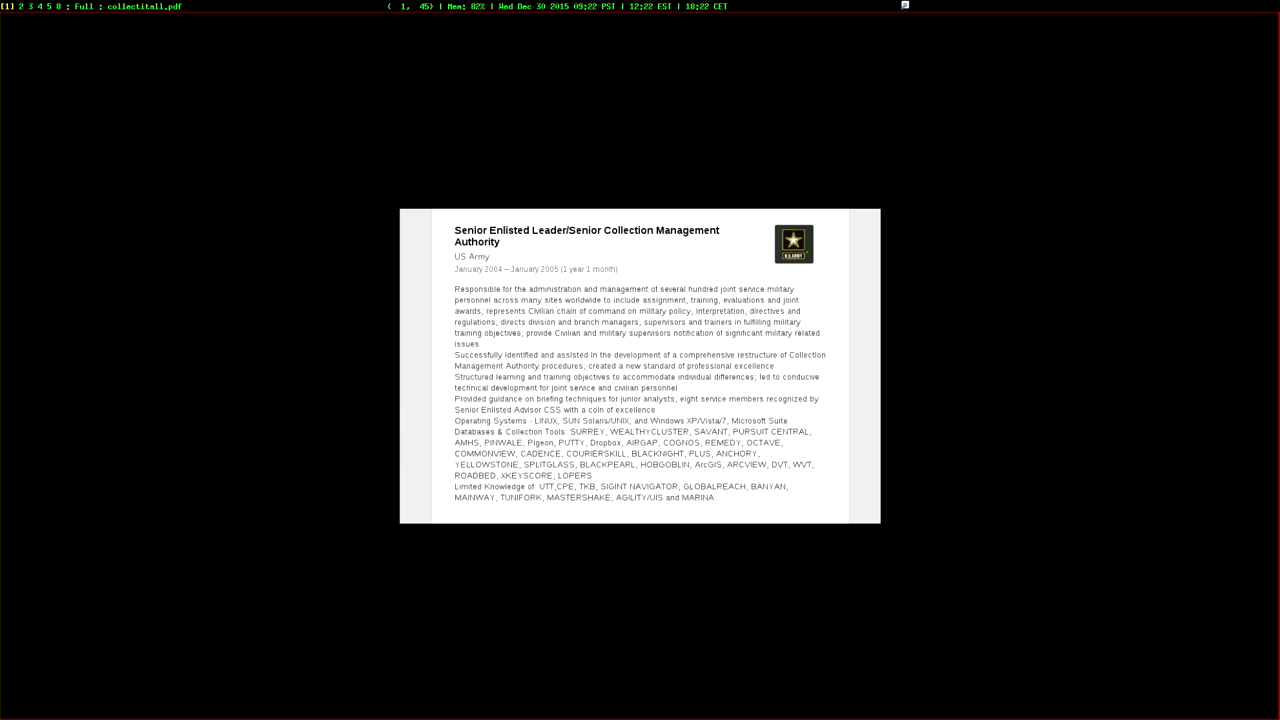 [1] 2 3 4 5 8 : Full : collectitall.pdf
( 1, 45) | Mem: 82% | Wed Dec 30 2015 09:22 PST | 12:22 EST | 18:22 CET
Senior Enlisted Leader/Senior Collection Management
Authority
US Army
January 2004 – January 2005 (1 year 1 month)
U.S.ARMY
Responsible for the administration and management of several hundred joint service military
personnel across many sites worldwide to include assignment, training, evaluations and joint
awards, represents Civilian chain of command on military policy, interpretation, directives and
regulations, directs division and branch managers, supervisors and trainers in fulfilling military
training objectives; provide Civilian and military supervisors notification of significant military related
issues
Successfully identified and assisted in the development of a comprehensive restructure of Collection
Management Authority procedures; created a new standard of professional excellence
Structured learning and training objectives to accommodate individual differences; led to conducive
technical development for joint service and civilian personnel
Provided guidance on briefing techniques for junior analysts; eight service members recognized by
Senior Enlisted Advisor CSS with a coin of excellence
Operating Systems - LINUX, SUN Solaris/UNIX, and Windows XP/Vista/7, Microsoft Suite
Databases & Collection Tools: SURREY, WEALTHYCLUSTER, SAVANT, PURSUIT CENTRAL,
AMHS, PINWALE, Pigeon, PUTTY, Dropbox, AIRGAP, COGNOS, REMEDY, OCTAVE,
COMMONVIEW, CADENCE, COURIERSKILL, BLACKNIGHT, PLUS, ANCHORY,
YELLOWSTONE, SPLITGLASS, BLACKPEARL, HOBGOBLIN, ArcGIS, ARCVIEW, DVT, WVT,
ROADBED, XKEYSCORE, LOPERS
Limited Knowledge of: UTT,CPE, TKB, SIGINT NAVIGATOR, GLOBALREACH, BANYAN,
MAINWAY, TUNIFORK, MASTERSHAKE, AGILITY/UIS and MARINA